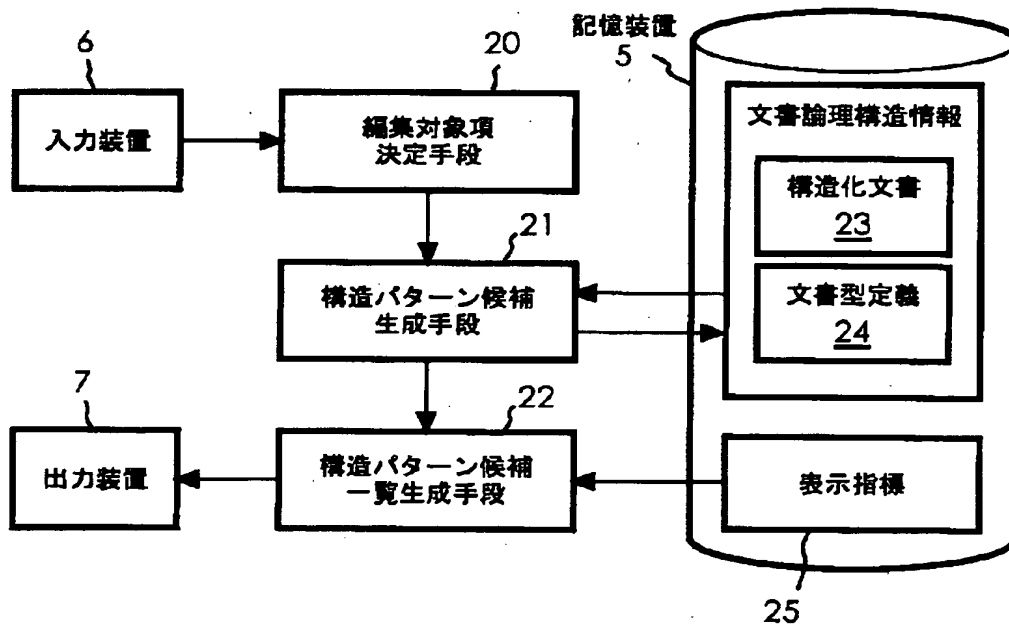 記憶装置
5
6
20
入力装置
編集対象項
決定手段
文書論理構造情報
構造化文書
23
21
構造パターン候補
生成手段
文書型定義
24
7
22
出力装置
構造パターン候補
一覧生成手段
表示指標
25